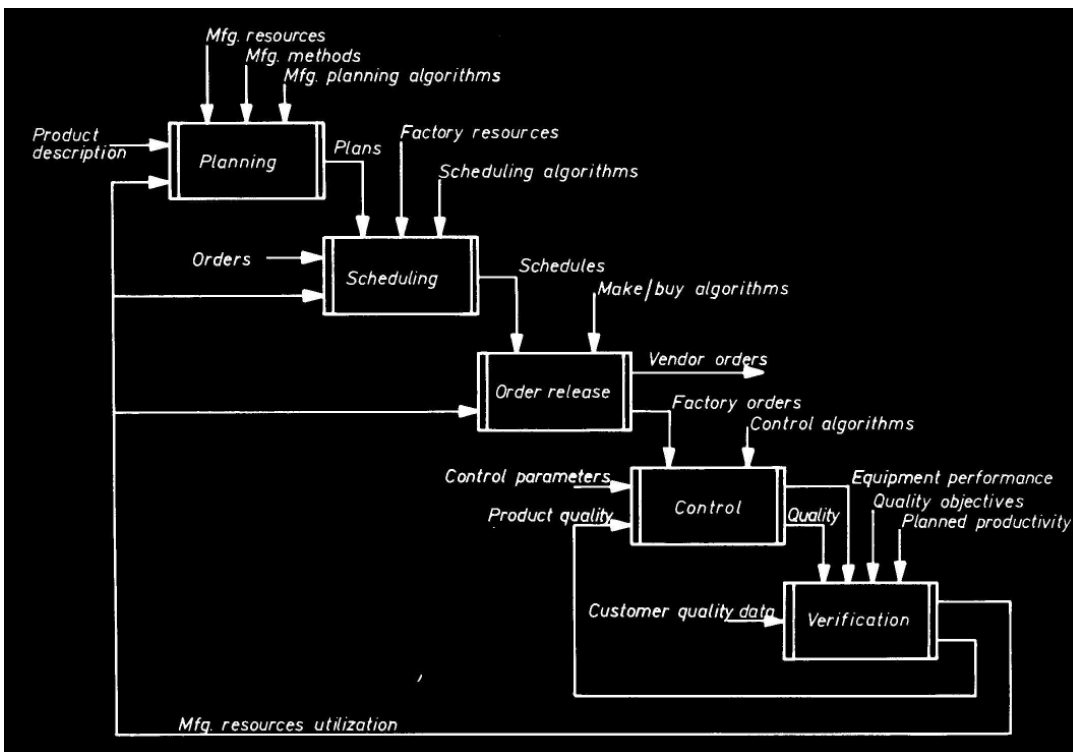 Mfg. resources
Mfg. methods
Mfg. planning algorithms
Product
description
Planning
Plans
Factory resources
Scheduling algorithms
Orders
Scheduling
Schedules
Make/buy algorithms
Order release
Vendor orders
Factory orders
Control algorithms
Control parameters
Product quality
Control
Quality
Equipment performance
Quality objectives
Planned productivity
Customer quality data
Verification
Mfg. resources utilization